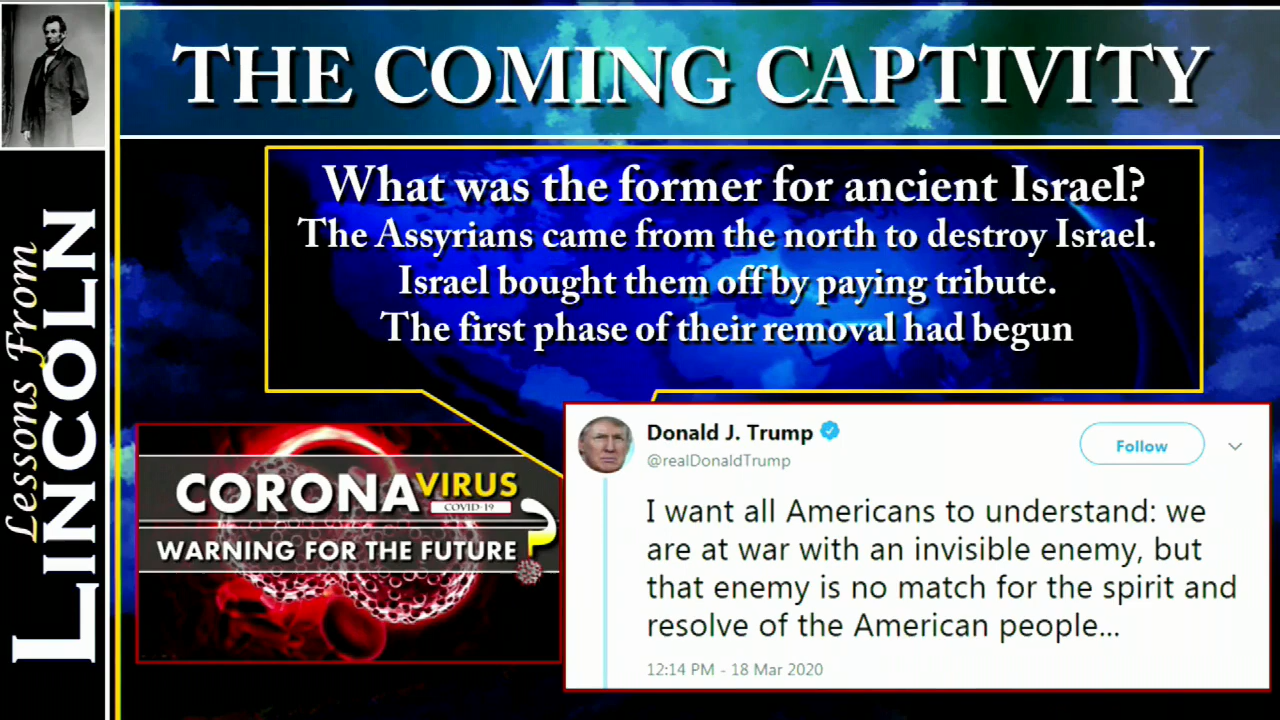 THE COMING CAPTIVITY
Lessons From
LINCOLN
What was the former for ancient Israel?
The Assyrians came from the north to destroy Israel.
Israel bought them off by paying tribute.
The first phase of their removal had begun
CORONAVIRUS
COVID-19
WARNING FOR THE FUTURE ?
Donald J. Trump
@realDonaldTrump
Follow
I want all Americans to understand: we
are at war with an invisible enemy, but
that enemy is no match for the spirit and
resolve of the American people...
12:14 PM - 18 Mar 2020